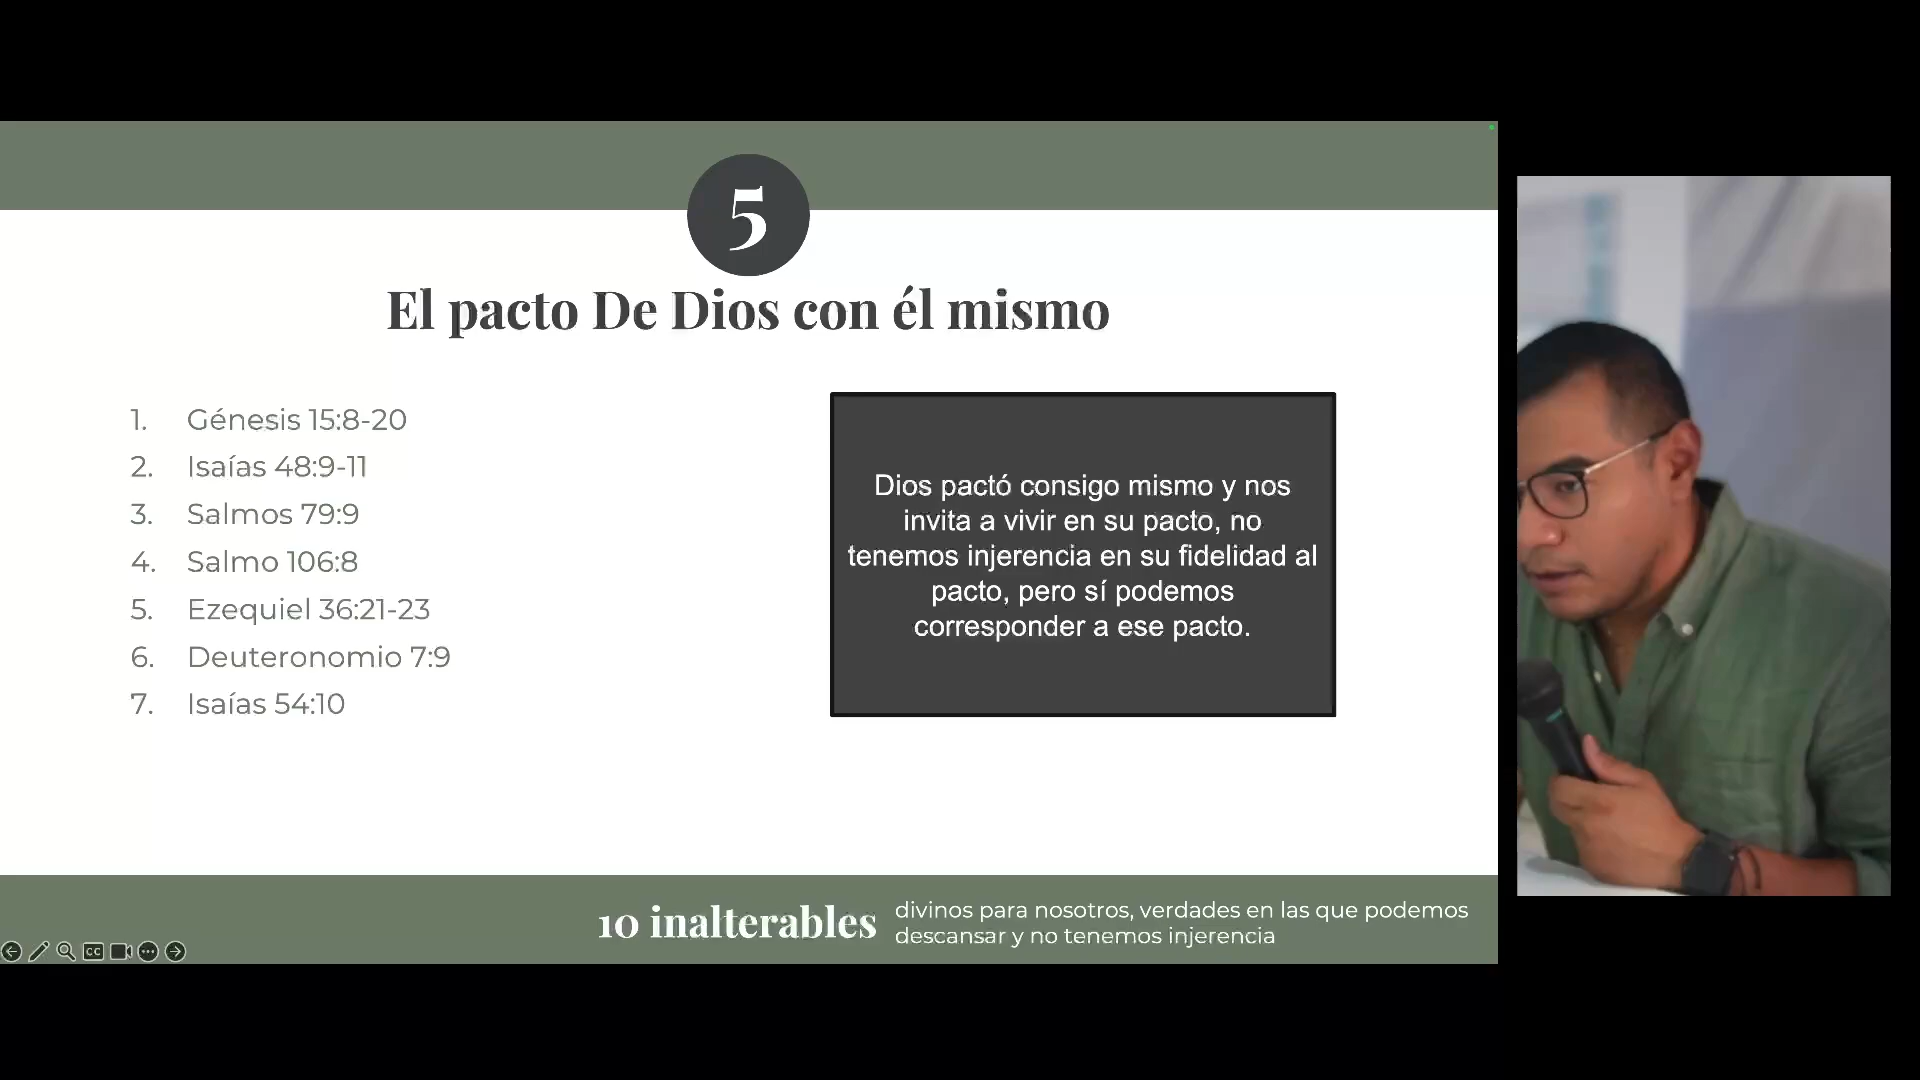 5
El pacto De Dios con él mismo
1. Génesis 15:8-20
2. Isaías 48:9-11
3. Salmos 79:9
4. Salmo 106:8
5. Ezequiel 36:21-23
6. Deuteronomio 7:9
7. Isaías 54:10
Dios pactó consigo mismo y nos
invita a vivir en su pacto, no
tenemos injerencia en su fidelidad al
pacto, pero sí podemos
corresponder a ese pacto.
10 inalterables
divinos para nosotros, verdades en las que podemos
descansar y no tenemos injerencia
CC